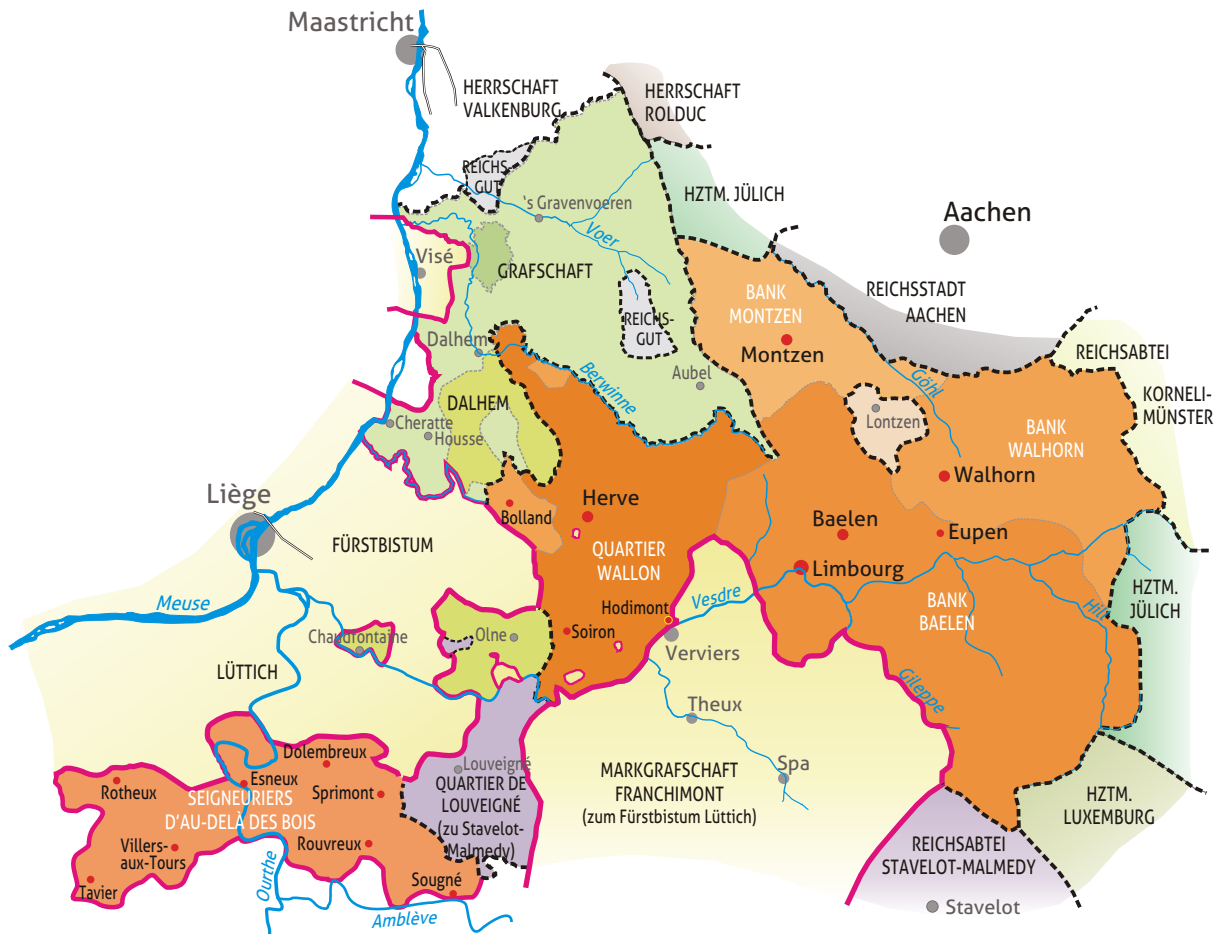 Maastricht
HERRSCHAFT
VALKENBURG
HERRSCHAFT
ROLDUC
REICHS-
GUT
HZTM. JÜLICH
's Gravenvoeren
Voer
Aachen
Visé
GRAFSCHAFT
REICHSSTADT
AACHEN
BANK
MONTZEN
Montzen
REICHS-
GUT
Dalhem
Berwinne
Aubel
Göhl
REICHSABTEI
KORNELI-
MÜNSTER
DALHEM
Cheratte
Housse
Lontzen
BANK
WALHORN
Walhorn
Liège
Bolland
Herve
Baelen
Eupen
FÜRSTBISTUM
QUARTIER
WALLON
Limbourg
Meuse
Hodimont
Vesdre
BANK
BAELEN
Hill
HZTM.
JÜLICH
Chaudfontaine
Olne
Soiron
Verviers
LÜTTICH
Gileppe
Theux
Dolembreux
Esneux
Rotheux
Sprimont
SEIGNEURIERS
D'AU-DELÀ DES BOIS
Louveigné
QUARTIER DE
LOUVEIGNÉ
(zu Stavelot-
Malmedy)
MARKGRAFSCHAFT
FRANCHIMONT
(zum Fürstbistum Lüttich)
Spa
HZTM.
LUXEMBURG
Villers-
aux-Tours
Rouvreux
Tavier
Ourthe
Sougné
Amblève
REICHSABTEI
STAVELOT-MALMEDY
Stavelot